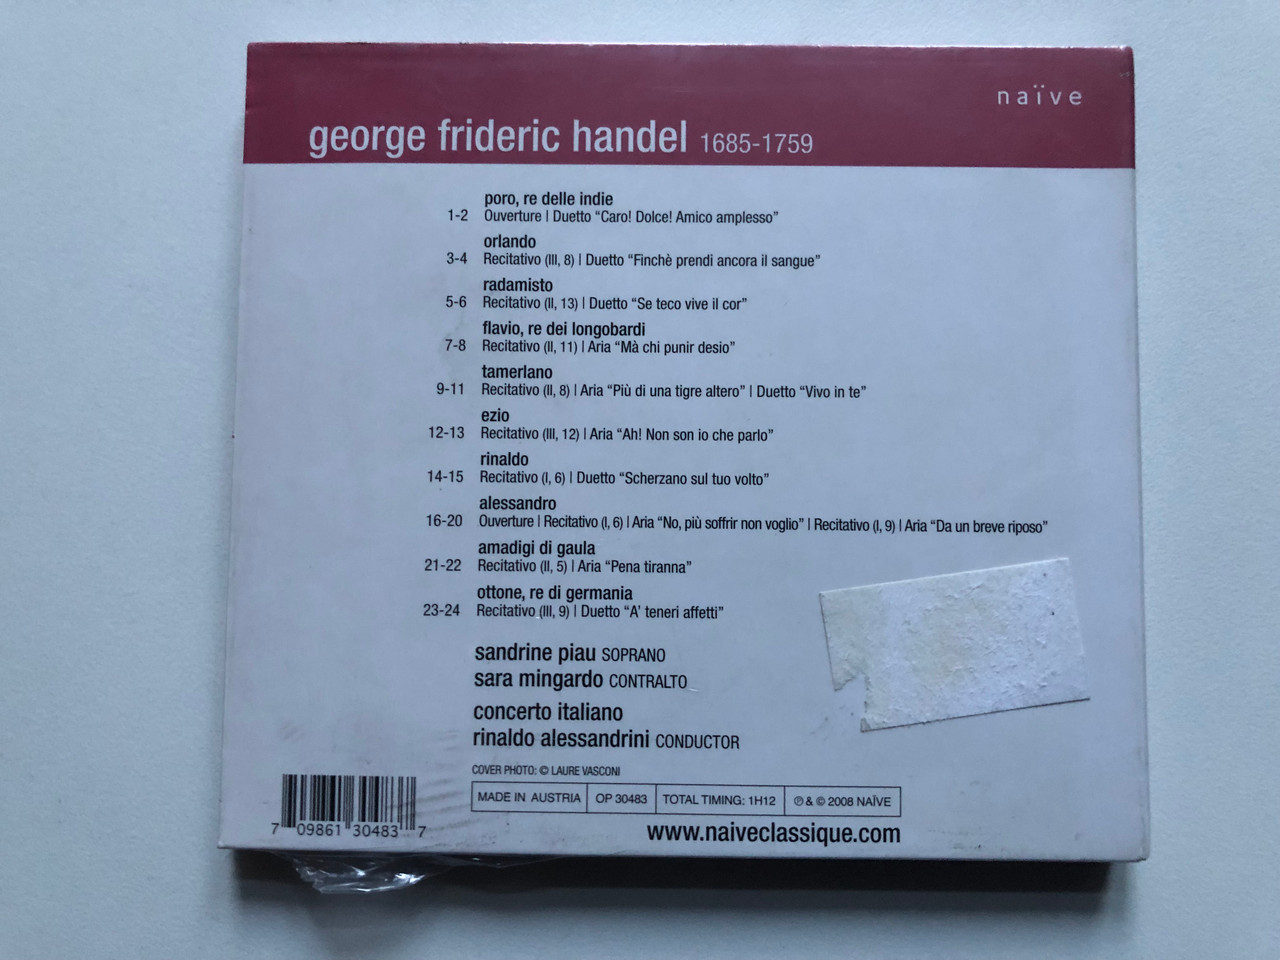 naïve
george frideric handel 1685-1759
poro, re delle indie
1-2 Ouverture | Duetto “Caro! Dolce! Amico amplesso”
orlando
3-4 Recitativo (III, 8) | Duetto “Finchè prendi ancora il sangue”
radamisto
5-6 Recitativo (II, 13) | Duetto “Se teco vive il cor”
flavio, re dei longobardi
7-8 Recitativo (II, 11) | Aria “Mà chi punir desio”
tamerlano
9-11 Recitativo (II, 8) | Aria “Più di una tigre altero” | Duetto “Vivo in te”
ezio
12-13 Recitativo (III, 12) | Aria “Ah! Non son io che parlo”
rinaldo
14-15 Recitativo (I, 6) | Duetto “Scherzano sul tuo volto”
alessandro
16-20 Ouverture | Recitativo (I, 6) | Aria “No, più soffrir non voglio” | Recitativo (I, 9) | Aria “Da un breve riposo”
amadigi di gaula
21-22 Recitativo (II, 5) | Aria “Pena tiranna”
ottone, re di germania
23-24 Recitativo (III, 9) | Duetto “A’ teneri affetti”
sandrine piau SOPRANO
sara mingardo CONTRALTO
concerto italiano
rinaldo alessandrini CONDUCTOR
COVER PHOTO: © LAURE VASCONI
MADE IN AUSTRIA OP 30483 TOTAL TIMING: 1H12 ℗ & © 2008 NAÏVE
7 09861 30483 7
www.naiveclassique.com